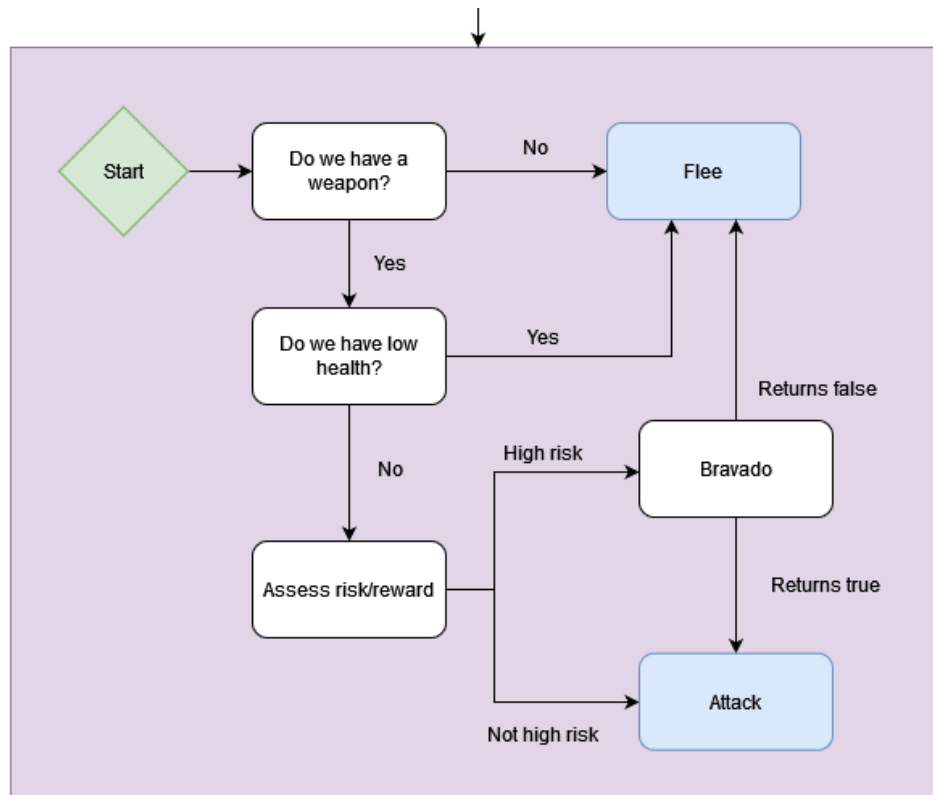 Start
Do we have a
weapon?
No
Flee
Yes
Do we have low
health?
Yes
Returns false
No
High risk
Bravado
Assess risk/reward
Returns true
Not high risk
Attack